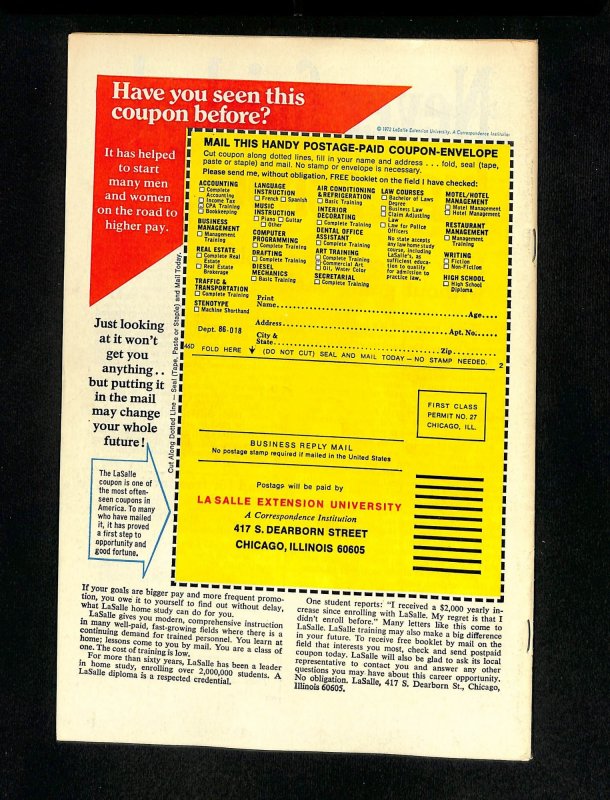 Have you seen this
coupon before?
© 1973 LaSalle Extension University, A Correspondence Institution
It has helped
to start
many men
and women
on the road to
higher pay.
Just looking
at it won't
get you
anything . .
but putting it
in the mail
may change
your whole
future!
The LaSalle
coupon is one of
the most often-
seen coupons in
America. To many
who have mailed
it, it has proved
a first step to
opportunity and
good fortune.
Cut Along Dotted Line — Seal (Tape, Paste or Staple) and Mail Today.
MAIL THIS HANDY POSTAGE-PAID COUPON-ENVELOPE
Cut coupon along dotted lines, fill in your name and address . . . fold, seal (tape,
paste or staple) and mail. No stamp or envelope is necessary.
Please send me, without obligation, FREE booklet on the field I have checked:
ACCOUNTING
Complete
Accounting
Income Tax
CPA Training
Bookkeeping
BUSINESS
MANAGEMENT
Management
Training
REAL ESTATE
Complete Real
Estate
Real Estate
Brokerage
TRAFFIC &
TRANSPORTATION
Complete Training
STENOTYPE
Machine Shorthand
LANGUAGE
INSTRUCTION
French Spanish
MUSIC
INSTRUCTION
Piano Guitar
Other
COMPUTER
PROGRAMMING
Complete Training
DRAFTING
Complete Training
DIESEL
MECHANICS
Basic Training
AIR CONDITIONING
& REFRIGERATION
Basic Training
INTERIOR
DECORATING
Complete Training
DENTAL OFFICE
ASSISTANT
Complete Training
ART TRAINING
Complete Training
Commercial Art
Oil, Water Color
SECRETARIAL
Complete Training
LAW COURSES
Bachelor of Laws
Degree
Business Law
Claim Adjusting
Law
Law for Police
Officers
No state accepts
any law home study
course, including
LaSalle's, as
sufficient educa-
tion to qualify
for admission to
practice law.
MOTEL/HOTEL
MANAGEMENT
Motel Management
Hotel Management
RESTAURANT
MANAGEMENT
Management
Training
WRITING
Fiction
Non-Fiction
HIGH SCHOOL
High School
Diploma
Print
Name Age
Dept. 86-018
Address Apt. No.
City &
State Zip
46D FOLD HERE (DO NOT CUT) SEAL AND MAIL TODAY – NO STAMP NEEDED. 2
FIRST CLASS
PERMIT NO. 27
CHICAGO, ILL.
BUSINESS REPLY MAIL
No postage stamp required if mailed in the United States
Postage will be paid by
LA SALLE EXTENSION UNIVERSITY
A Correspondence Institution
417 S. DEARBORN STREET
CHICAGO, ILLINOIS 60605
If your goals are bigger pay and more frequent promo-
tion, you owe it to yourself to find out without delay,
what LaSalle home study can do for you.
LaSalle gives you modern, comprehensive instruction
in many well-paid, fast-growing fields where there is a
continuing demand for trained personnel. You learn at
home; lessons come to you by mail. You are a class of
one. The cost of training is low.
For more than sixty years, LaSalle has been a leader
in home study, enrolling over 2,000,000 students. A
LaSalle diploma is a respected credential.
One student reports: "I received a $2,000 yearly in-
crease since enrolling with LaSalle. My regret is that I
didn't enroll before." Many letters like this come to
LaSalle. LaSalle training may also make a big difference
in your future. To receive free booklet by mail on the
field that interests you most, check and send postpaid
coupon today. LaSalle will also be glad to ask its local
representative to contact you and answer any other
questions you may have about this career opportunity.
No obligation. LaSalle, 417 S. Dearborn St., Chicago,
Illinois 60605.